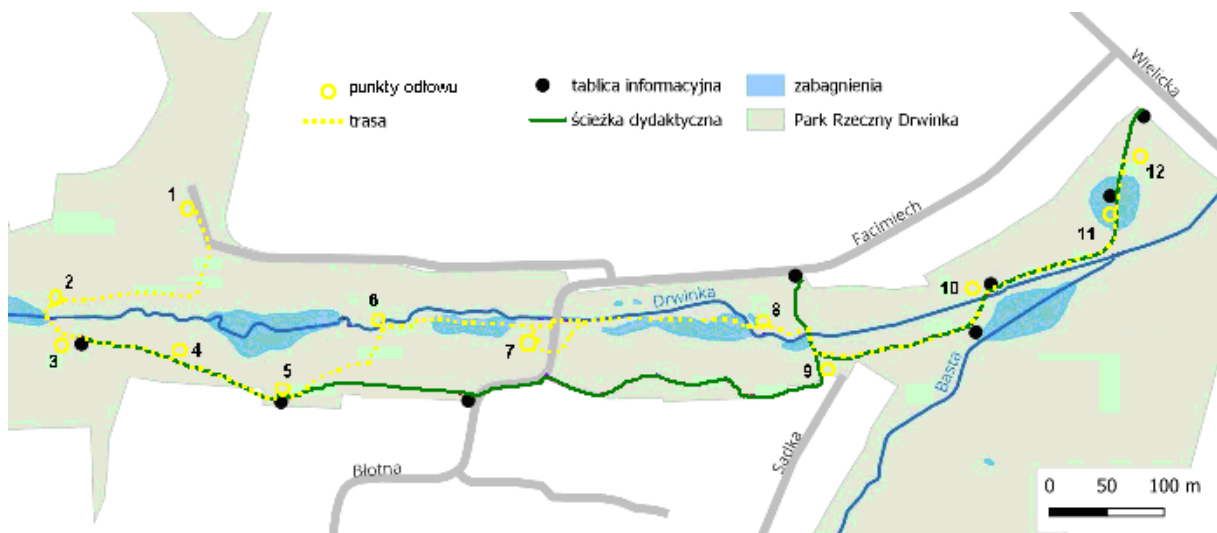 Wielicka
punkty odłowu
tablica informacyjna
zabagnienia
trasa
ścieżka dydaktyczna
Park Rzeczny Drwinka
12
1
Facimiech
11
2
10
6
Drwinka
8
3
4
7
5
9
Basta
Sadka
Błotna
0 50 100 m